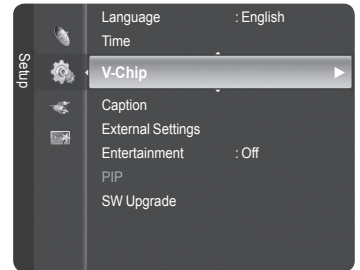 Setup
Language : English
Time
V-Chip
Caption
External Settings
Entertainment : Off
PIP
SW Upgrade